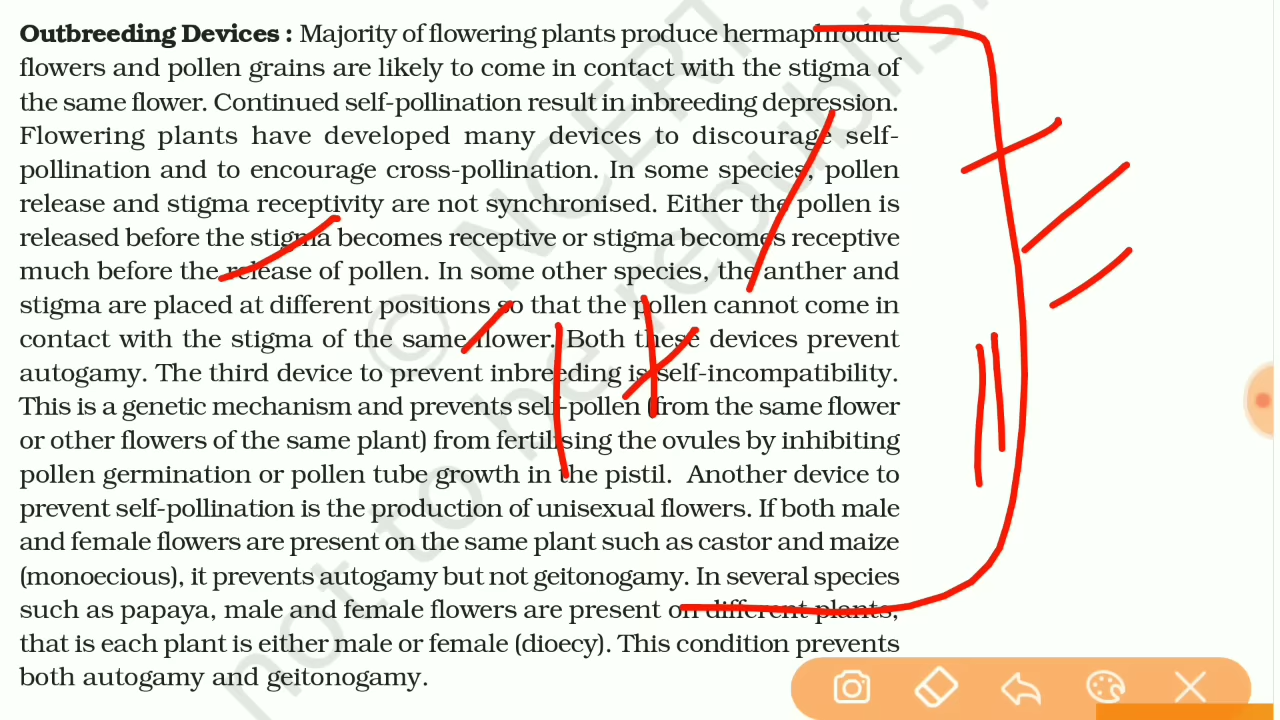 Outbreeding Devices : Majority of flowering plants produce hermaphrodite
flowers and pollen grains are likely to come in contact with the stigma of
the same flower. Continued self-pollination result in inbreeding depression.
Flowering plants have developed many devices to discourage self-
pollination and to encourage cross-pollination. In some species, pollen
release and stigma receptivity are not synchronised. Either the pollen is
released before the stigma becomes receptive or stigma becomes receptive
much before the release of pollen. In some other species, the anther and
stigma are placed at different positions so that the pollen cannot come in
contact with the stigma of the same flower. Both these devices prevent
autogamy. The third device to prevent inbreeding is self-incompatibility.
This is a genetic mechanism and prevents self-pollen (from the same flower
or other flowers of the same plant) from fertilising the ovules by inhibiting
pollen germination or pollen tube growth in the pistil. Another device to
prevent self-pollination is the production of unisexual flowers. If both male
and female flowers are present on the same plant such as castor and maize
(monoecious), it prevents autogamy but not geitonogamy. In several species
such as papaya, male and female flowers are present on different plants,
that is each plant is either male or female (dioecy). This condition prevents
both autogamy and geitonogamy.
© NCERT
not to be republish